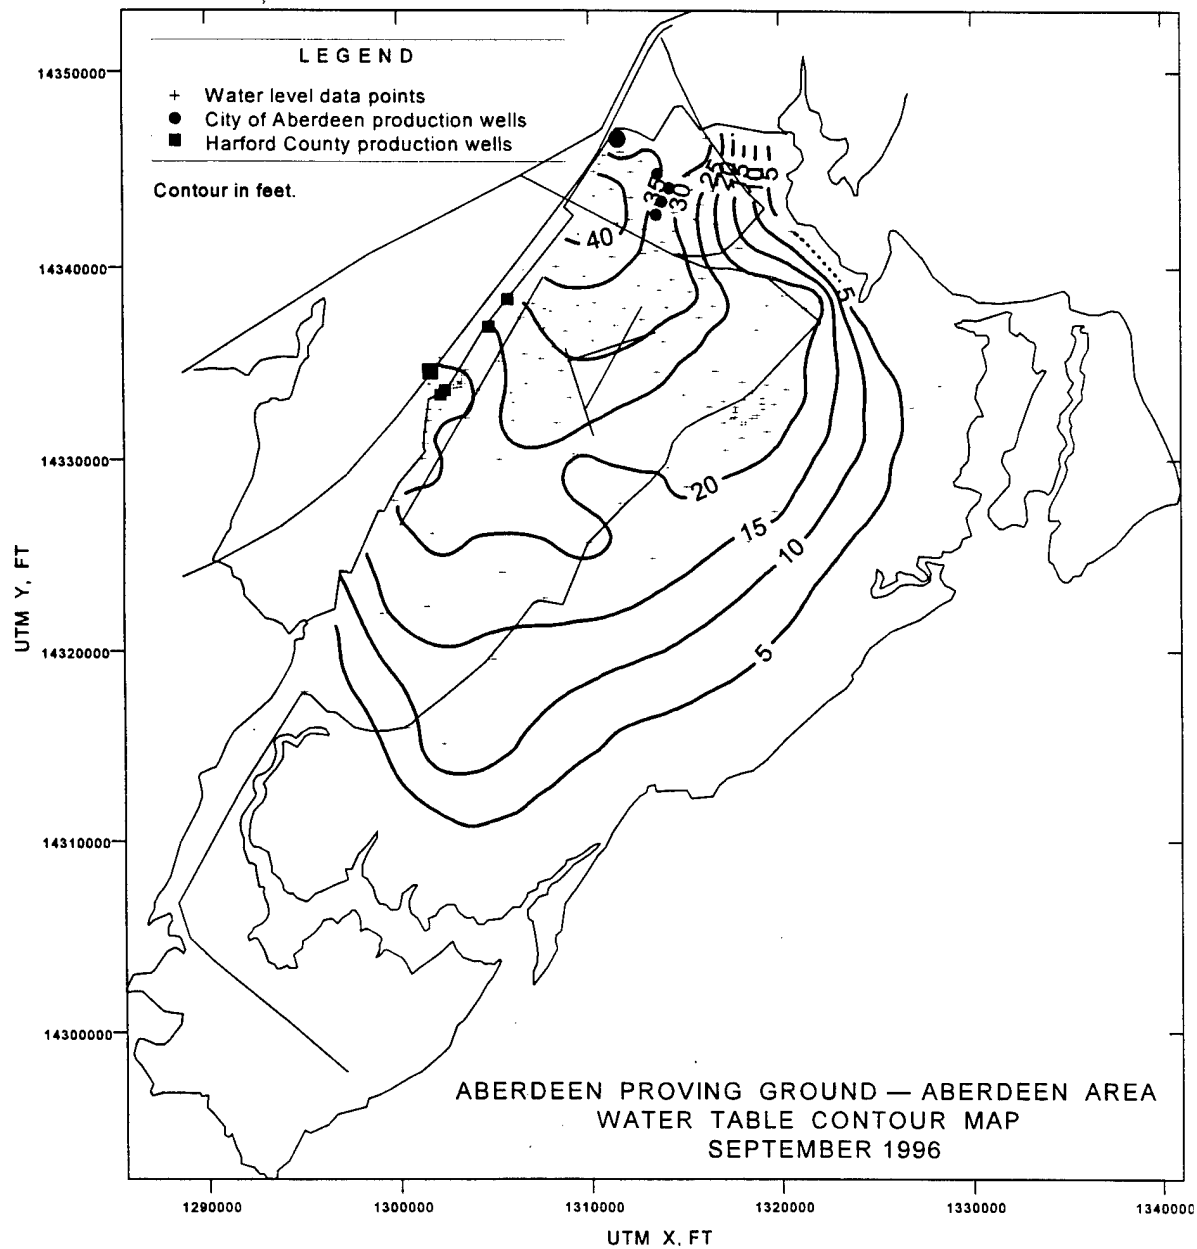 LEGEND
+ Water level data points
● City of Aberdeen production wells
■ Harford County production wells
Contour in feet.
14350000
14340000
14330000
14320000
14310000
14300000
UTM Y, FT
40
35
30
25
5
5
20
15
10
5
ABERDEEN PROVING GROUND — ABERDEEN AREA
WATER TABLE CONTOUR MAP
SEPTEMBER 1996
1290000
1300000
1310000
1320000
1330000
1340000
UTM X, FT